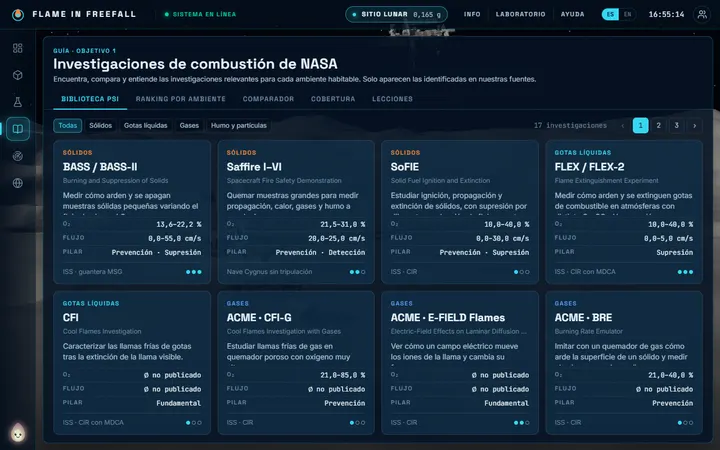 FLAME IN FREEFALL
SISTEMA EN LÍNEA
SITIO LUNAR 0,165 g
INFO
LABORATORIO
AYUDA
ES EN
16:55:14
GUÍA · OBJETIVO 1
Investigaciones de combustión de NASA
Encuentra, compara y entiende las investigaciones relevantes para cada ambiente habitable. Solo aparecen las identificadas en nuestras fuentes.
BIBLIOTECA PSI
RANKING POR AMBIENTE
COMPARADOR
COBERTURA
LECCIONES
Todas
Sólidos
Gotas líquidas
Gases
Humo y partículas
17 investigaciones
‹ 1 2 3 ›
SÓLIDOS
BASS / BASS-II
Burning and Suppression of Solids
Medir cómo arden y se apagan
muestras sólidas pequeñas variando el
O₂ 13,6–22,2 %
FLUJO 0,0–55,0 cm/s
PILAR Prevención · Supresión
ISS · guantera MSG
SÓLIDOS
Saffire I–VI
Spacecraft Fire Safety Demonstration
Quemar muestras grandes para medir
propagación, calor, gases y humo a
O₂ 21,5–31,0 %
FLUJO 20,0–25,0 cm/s
PILAR Prevención · Detección
Nave Cygnus sin tripulación
SÓLIDOS
SoFIE
Solid Fuel Ignition and Extinction
Estudiar ignición, propagación y
extinción de sólidos, con supresión por
O₂ 10,0–40,0 %
FLUJO 0,0–30,0 cm/s
PILAR Prevención · Supresión
ISS · CIR
GOTAS LÍQUIDAS
FLEX / FLEX-2
Flame Extinguishment Experiment
Medir cómo arden y se extinguen gotas
de combustible en atmósferas con
O₂ 10,0–40,0 %
FLUJO 0,0–5,0 cm/s
PILAR Supresión
ISS · CIR con MDCA
GOTAS LÍQUIDAS
CFI
Cool Flames Investigation
Caracterizar las llamas frías de gotas
tras la extinción de la llama visible.
O₂ Ø no publicado
FLUJO Ø no publicado
PILAR Fundamental
ISS · CIR con MDCA
GASES
ACME · CFI-G
Cool Flames Investigation with Gases
Estudiar llamas frías de gas en
quemador poroso con oxígeno muy
O₂ 21,0–85,0 %
FLUJO Ø no publicado
PILAR Prevención
ISS · CIR
GASES
ACME · E-FIELD Flames
Electric-Field Effects on Laminar Diffusion ...
Ver cómo un campo eléctrico mueve
los iones de la llama y cambia su
O₂ Ø no publicado
FLUJO Ø no publicado
PILAR Fundamental
ISS · CIR
GASES
ACME · BRE
Burning Rate Emulator
Imitar con un quemador de gas cómo
arde la superficie de un sólido y medir
O₂ 21,0–40,0 %
FLUJO Ø no publicado
PILAR Prevención
ISS · CIR